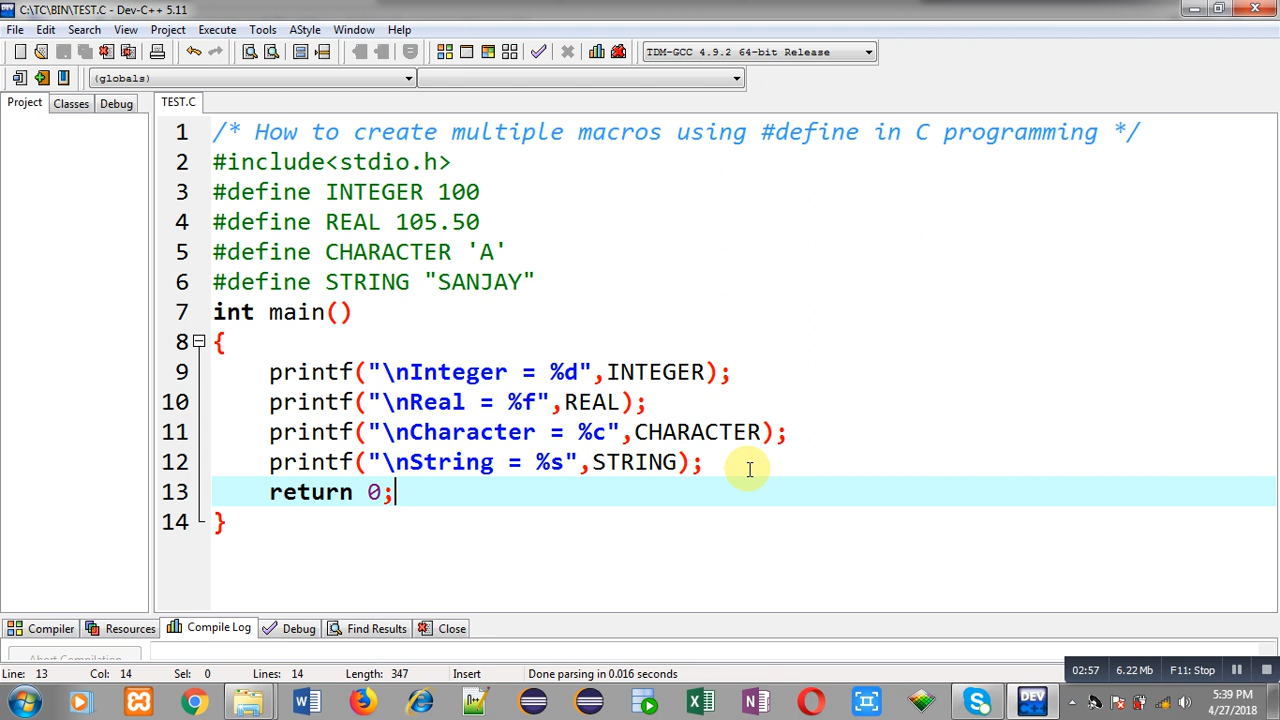 C:\TC\BIN\TEST.C - Dev-C++ 5.11
File Edit Search View Project Execute Tools AStyle Window Help
TDM-GCC 4.9.2 64-bit Release
(globals)
Project Classes Debug TEST.C
1 /* How to create multiple macros using #define in C programming */
2 #include<stdio.h>
3 #define INTEGER 100
4 #define REAL 105.50
5 #define CHARACTER 'A'
6 #define STRING "SANJAY"
7 int main()
8 {
9 printf("\nInteger = %d",INTEGER);
10 printf("\nReal = %f",REAL);
11 printf("\nCharacter = %c",CHARACTER);
12 printf("\nString = %s",STRING);
13 return 0;
14 }
Compiler Resources Compile Log Debug Find Results Close
Abort Compilation
Line: 13 Col: 14 Sel: 0 Lines: 14 Length: 347 Insert Done parsing in 0.016 seconds
02:57 6.22 Mb F11: Stop
DEV
5:39 PM
4/27/2018